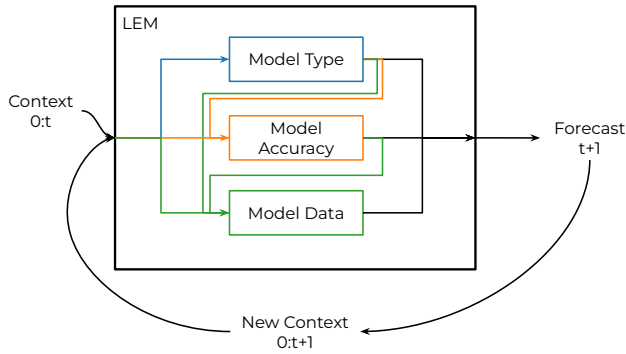 LEM
Model Type
Context
0:t
Model
Accuracy
Forecast
t+1
Model Data
New Context
0:t+1